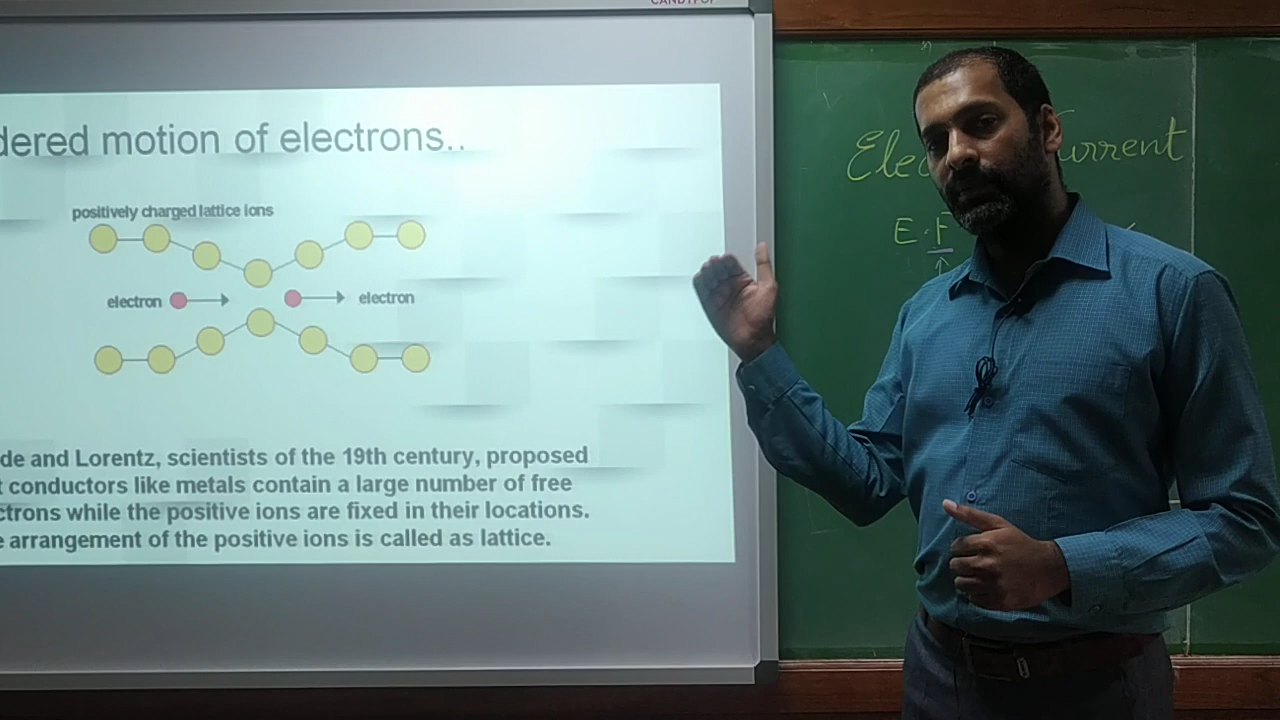 CANDYPOP
dered motion of electrons..
positively charged lattice ions
electron
electron
de and Lorentz, scientists of the 19th century, proposed
t conductors like metals contain a large number of free
ctrons while the positive ions are fixed in their locations.
e arrangement of the positive ions is called as lattice.
Elec urrent
E.F